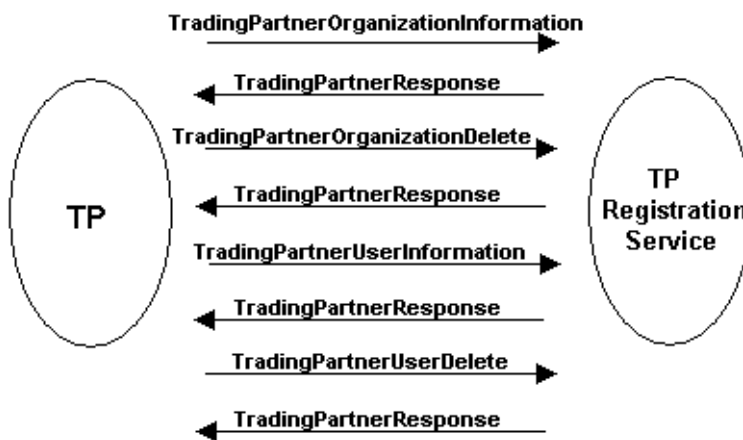 TradingPartnerOrganizationInformation
TradingPartnerResponse
TradingPartnerOrganizationDelete
TradingPartnerResponse
TradingPartnerUserInformation
TradingPartnerResponse
TradingPartnerUserDelete
TradingPartnerResponse
TP
TP
Registration
Service